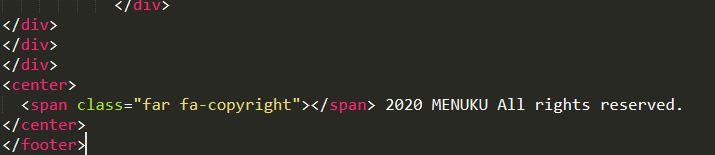 </div>
</div>
</div>
</div>
<center>
<span class="far fa-copyright"></span> 2020 MENUKU All rights reserved.
</center>
</footer>